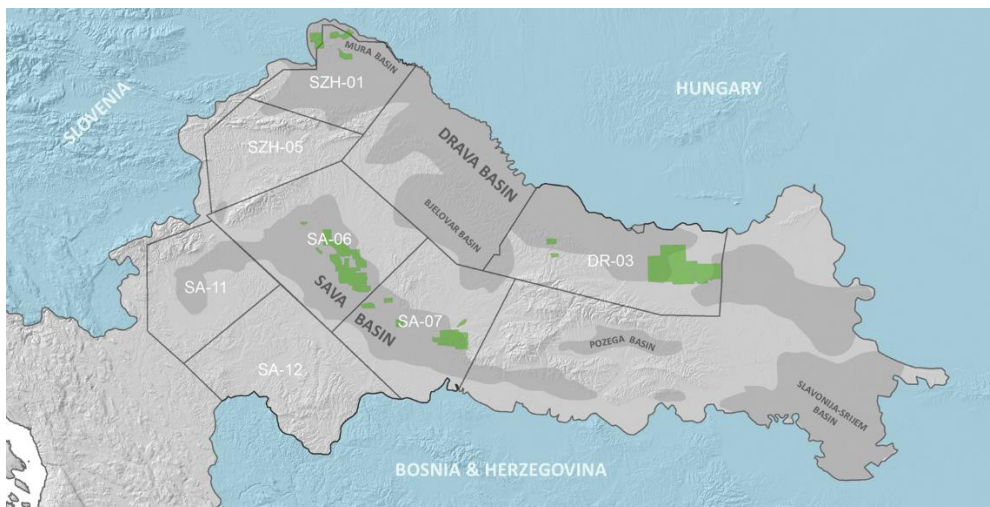 MURA BASIN
SZH-01
HUNGARY
SLOVENIA
SZH-05
DRAVA BASIN
BJELOVAR BASIN
SA-06
DR-03
SA-11
SAVA
BASIN
SA-07
POZEGA BASIN
SA-12
SLAVONIJA-SRIJEM
BASIN
BOSNIA & HERZEGOVINA